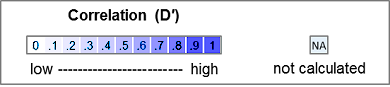 Correlation (D′)
0 .1 .2 .3 .4 .5 .6 .7 .8 .9 1 NA
low ------------------------- high not calculated